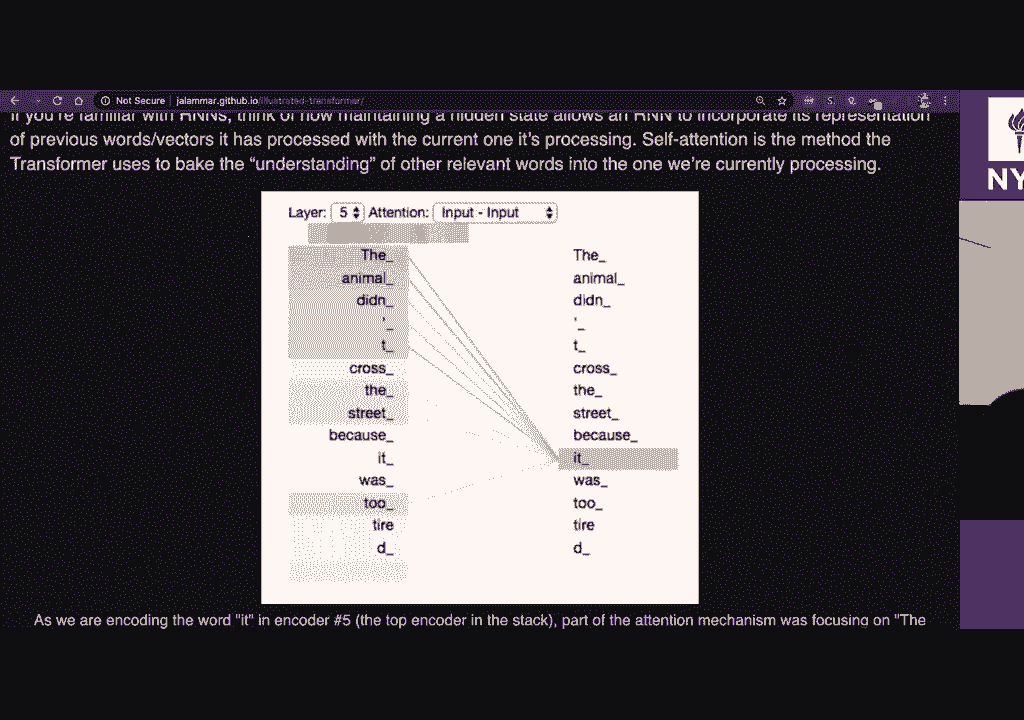 Not Secure jalammar.github.io/illustrated-transformer/
If you're familiar with RNNs, think of how maintaining a hidden state allows an RNN to incorporate its representation
of previous words/vectors it has processed with the current one it's processing. Self-attention is the method the
Transformer uses to bake the “understanding” of other relevant words into the one we're currently processing.
NY
Layer: 5 Attention: Input - Input
The_ The_
animal_ animal_
didn_ didn_
'_ '_
t_ t_
cross_ cross_
the_ the_
street_ street_
because_ because_
it_ it_
was_ was_
too_ too_
tire tire
d_ d_
As we are encoding the word "it" in encoder #5 (the top encoder in the stack), part of the attention mechanism was focusing on "The